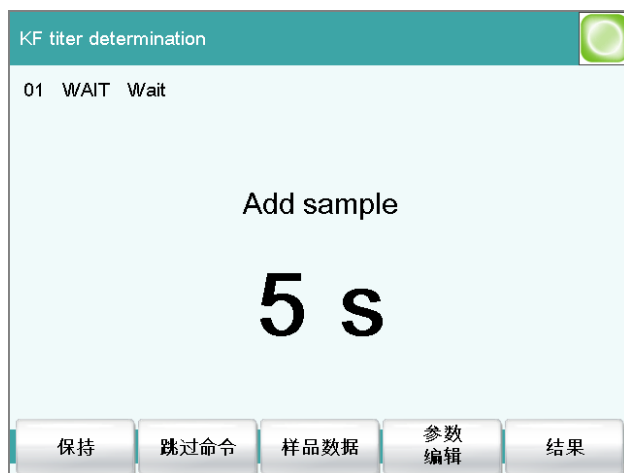 KF titer determination
01 WAIT Wait
Add sample
5 s
保持
跳过命令
样品数据
参数
编辑
结果